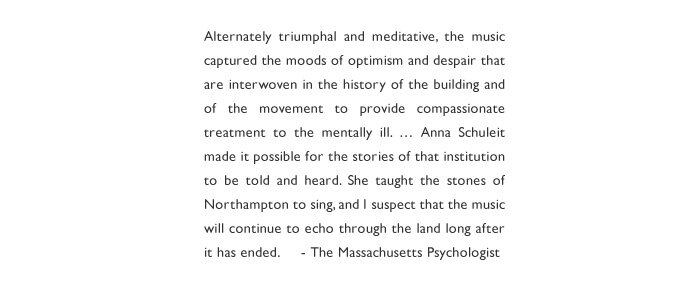 Alternately triumphal and meditative, the music
captured the moods of optimism and despair that
are interwoven in the history of the building and
of the movement to provide compassionate
treatment to the mentally ill. … Anna Schuleit
made it possible for the stories of that institution
to be told and heard. She taught the stones of
Northampton to sing, and I suspect that the music
will continue to echo through the land long after
it has ended. - The Massachusetts Psychologist